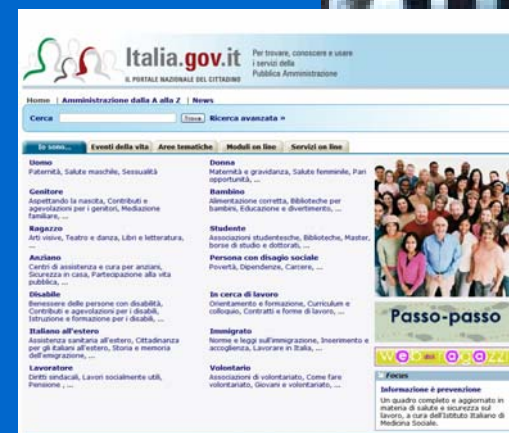 Italia.gov.it
IL PORTALE NAZIONALE DEL CITTADINO
Per trovare, conoscere e usare
i servizi della
Pubblica Amministrazione
Home | Amministrazione dalla A alla Z | News
Cerca Trova Ricerca avanzata »
Io sono... Eventi della vita Aree tematiche Moduli on line Servizi on line
Uomo
Paternità, Salute maschile, Sessualità
Genitore
Aspettando la nascita, Contributi e
agevolazioni per i genitori, Mediazione
familiare, ...
Ragazzo
Arti visive, Teatro e danza, Libri e letteratura,
...
Anziano
Centri di assistenza e cura per anziani,
Sicurezza in casa, Partecipazione alla vita
pubblica, ...
Disabile
Benessere delle persone con disabilità,
Contributi e agevolazioni per i disabili,
Istruzione e formazione per i disabili, ...
Italiano all'estero
Assistenza sanitaria all'estero, Cittadinanza
per gli italiani all'estero, Storia e memoria
dell'emigrazione, ...
Lavoratore
Diritti sindacali, Lavori socialmente utili,
Pensione , ...
Donna
Maternità e gravidanza, Salute femminile, Pari
opportunità, ...
Bambino
Alimentazione corretta, Biblioteche per
bambini, Educazione e divertimento, ...
Studente
Associazioni studentesche, Biblioteche, Master,
borse di studio e dottorati, ...
Persona con disagio sociale
Povertà, Dipendenze, Carcere, ...
In cerca di lavoro
Orientamento e formazione, Curriculum e
colloquio, Contratti e forme di lavoro, ...
Immigrato
Norme e leggi sull'immigrazione, Inserimento e
accoglienza, Lavorare in Italia, ...
Volontario
Associazioni di volontariato, Come fare
volontariato, Giovani e volontariato, ...
Passo-passo
web dei ragazzi
Focus
Informazione è prevenzione
Un quadro completo e aggiornato in
materia di salute e sicurezza sul
lavoro, a cura dell'Istituto Italiano di
Medicina Sociale.